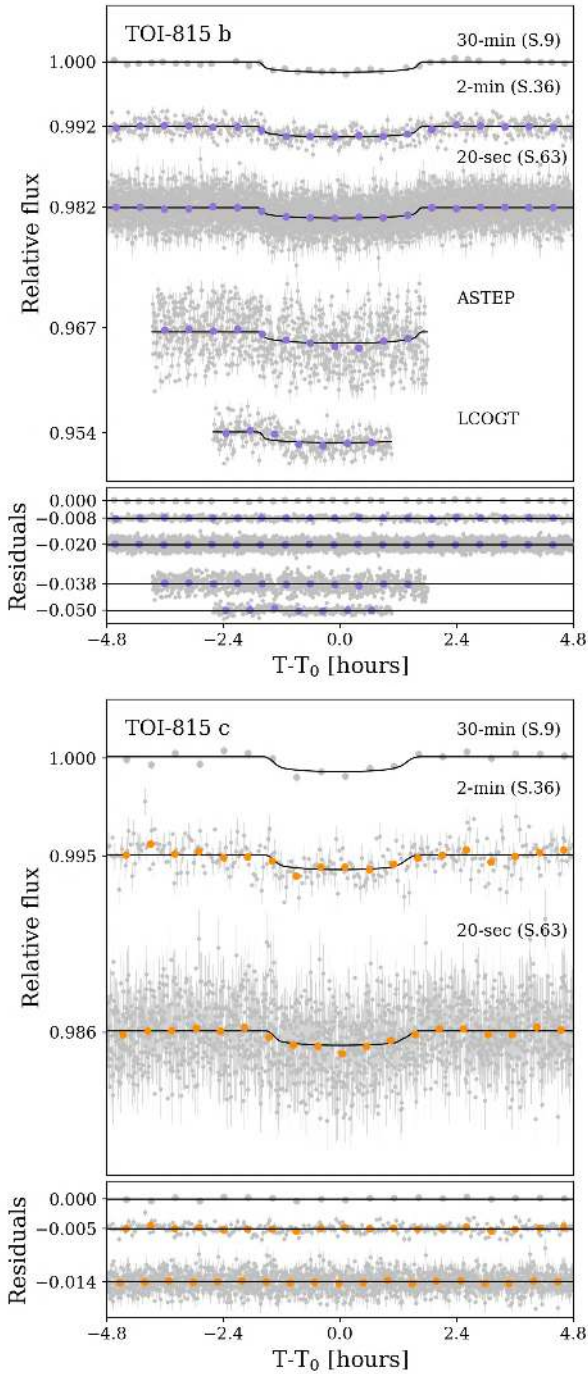 TOI-815 b
30-min (S.9)
1.000
2-min (S.36)
0.992
20-sec (S.63)
0.982
Relative flux
ASTEP
0.967
LCOGT
0.954
0.000
−0.008
−0.020
Residuals
−0.038
−0.050
−4.8 −2.4 0.0 2.4 4.8
T-T₀ [hours]
TOI-815 c
30-min (S.9)
1.000
2-min (S.36)
0.995
Relative flux
20-sec (S.63)
0.986
0.000
−0.005
Residuals
−0.014
−4.8 −2.4 0.0 2.4 4.8
T-T₀ [hours]